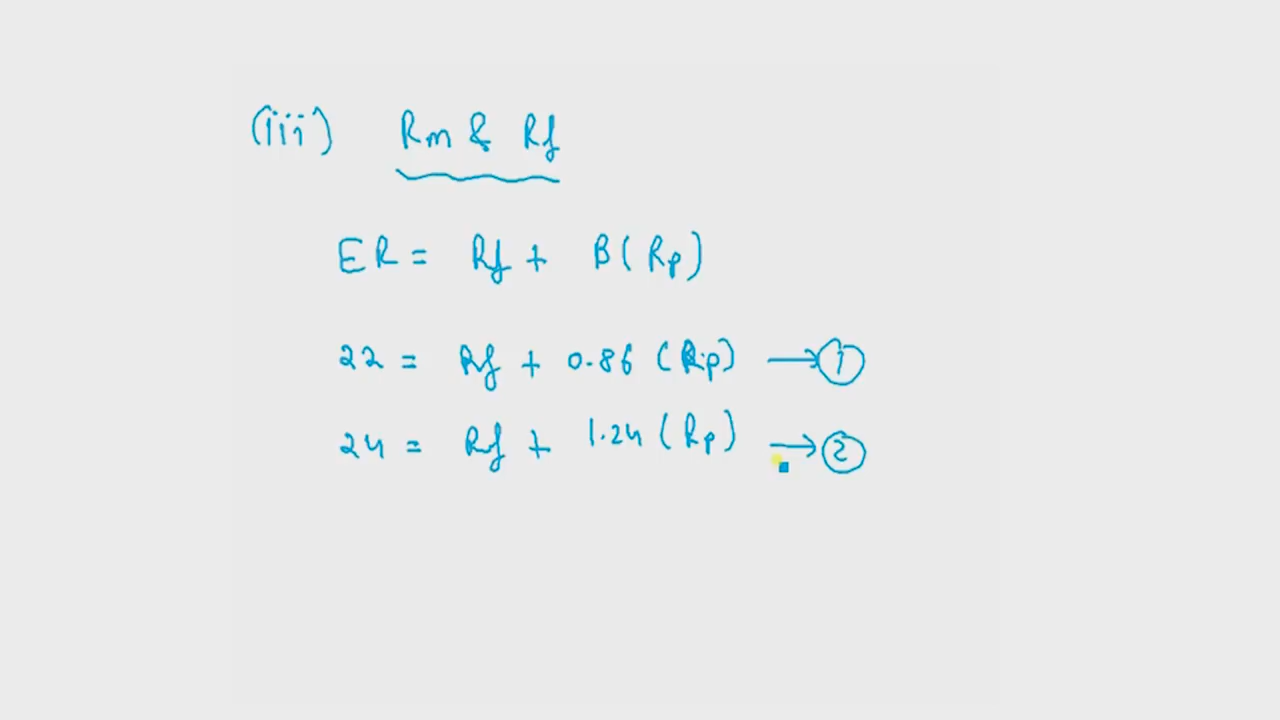 (iii) Rm & Rf
ER = Rf + B(Rp)
22 = Rf + 0.86 (Rp) → 1
24 = Rf + 1.24 (Rp) → 2